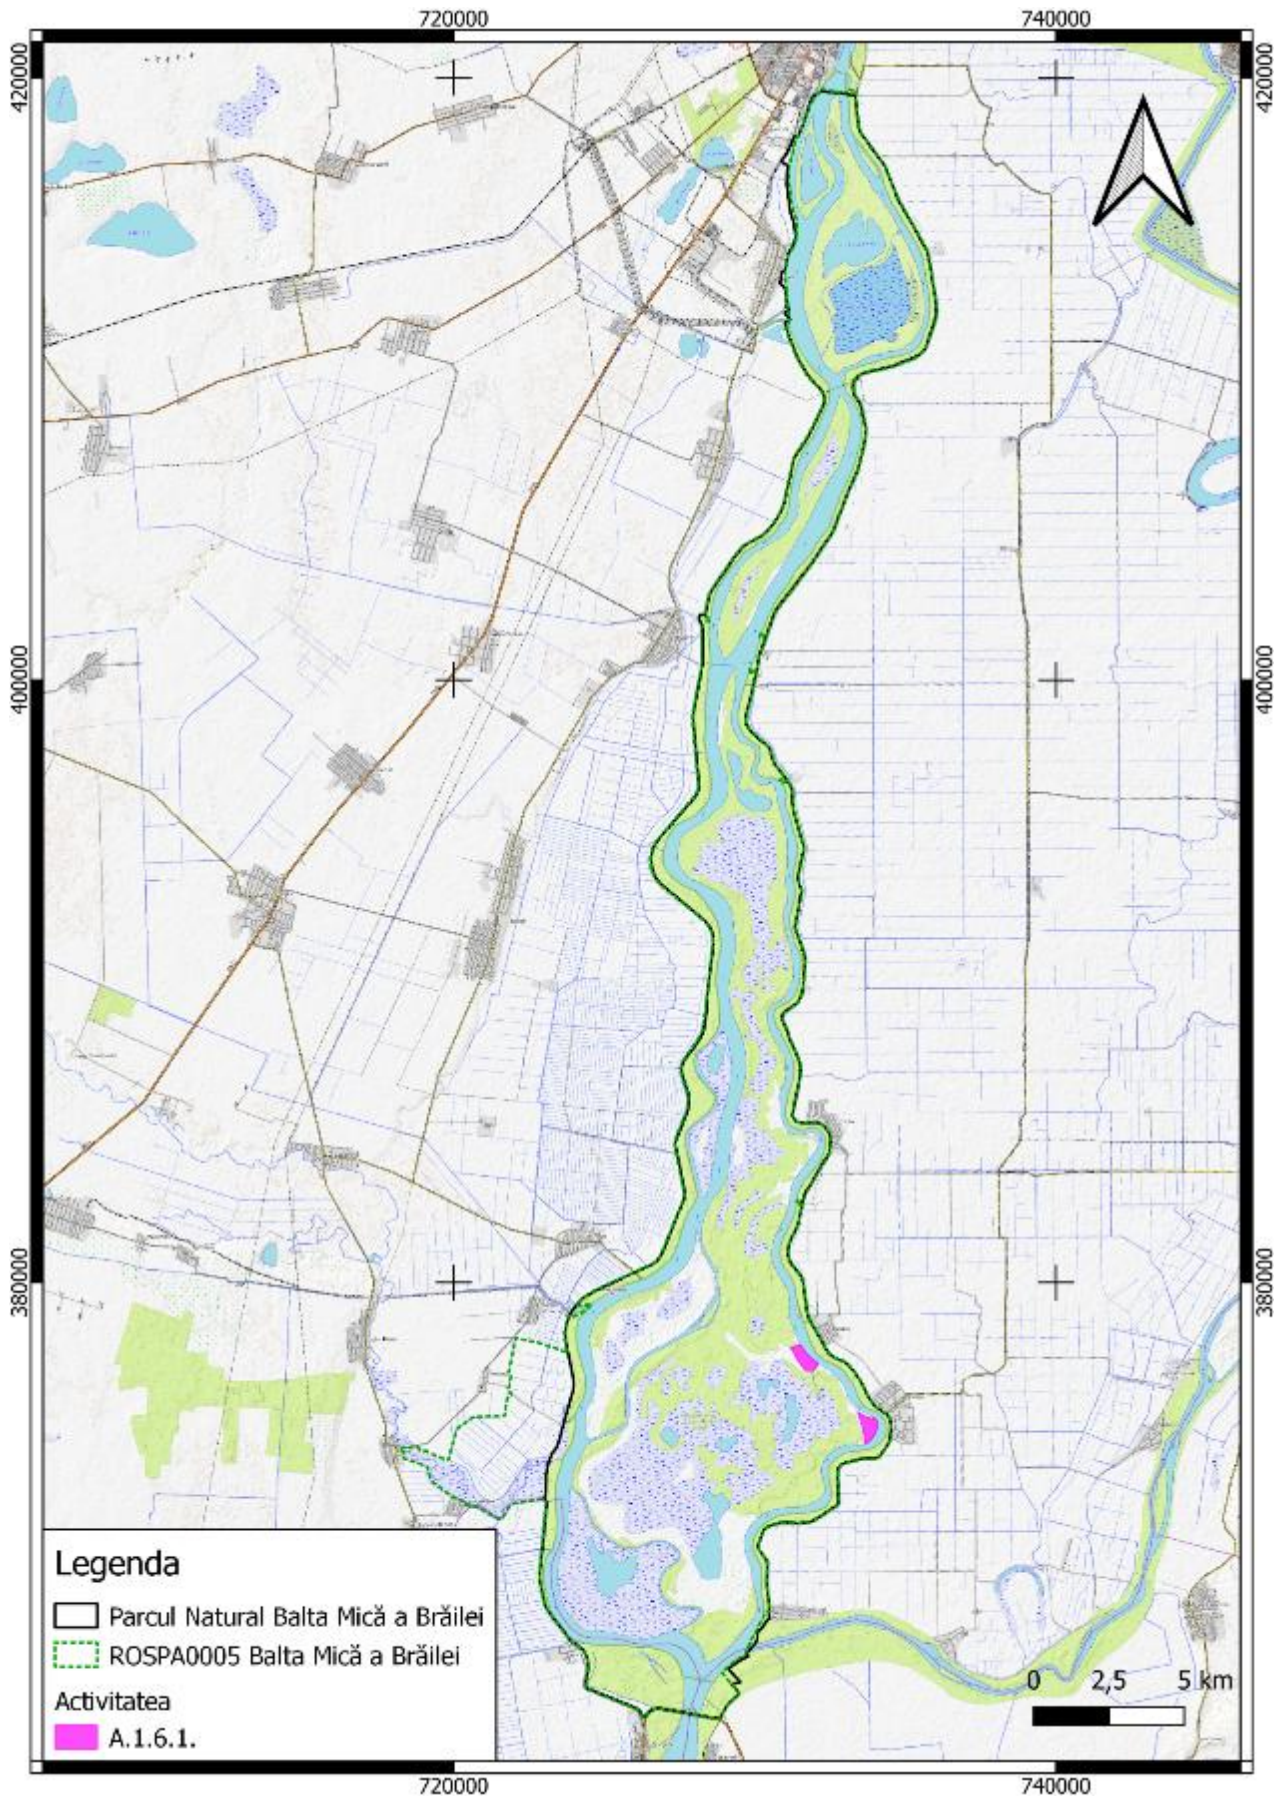 720000
740000
420000
420000
400000
400000
380000
380000
Legenda
Parcul Natural Balta Mică a Brăilei
ROSPA0005 Balta Mică a Brăilei
Activitatea
A.1.6.1.
0 2,5 5 km
720000
740000